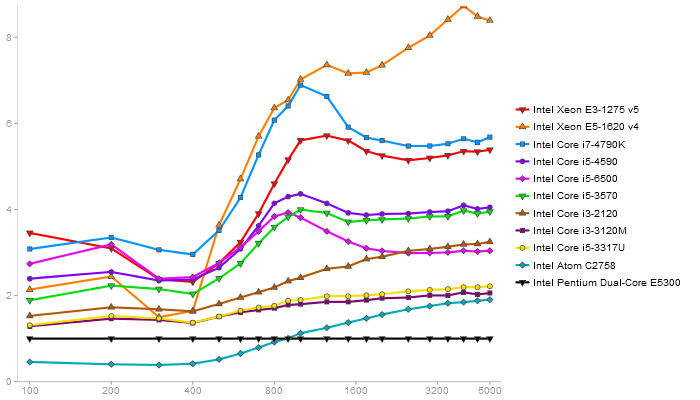 8
6
4
2
0
100 200 400 800 1600 3200 5000
Intel Xeon E3-1275 v5
Intel Xeon E5-1620 v4
Intel Core i7-4790K
Intel Core i5-4590
Intel Core i5-6500
Intel Core i5-3570
Intel Core i3-2120
Intel Core i3-3120M
Intel Core i5-3317U
Intel Atom C2758
Intel Pentium Dual-Core E5300